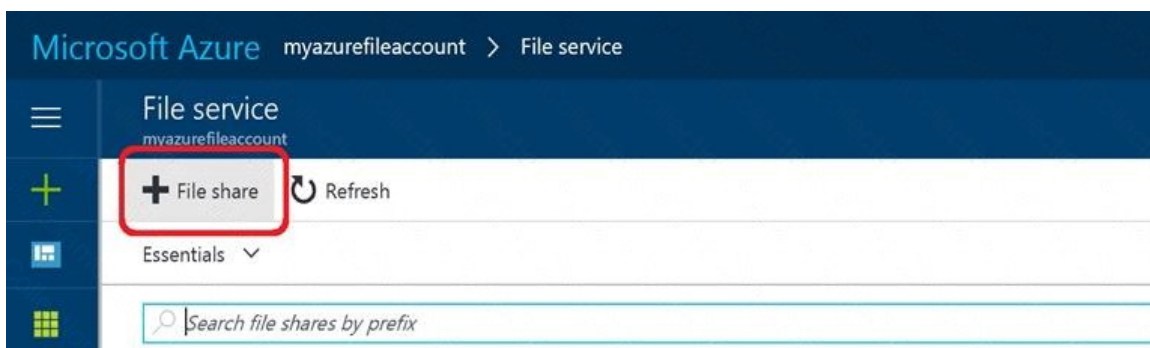 Microsoft Azure myazurefileaccount > File service
File service
myazurefileaccount
+ File share Refresh
Essentials
Search file shares by prefix